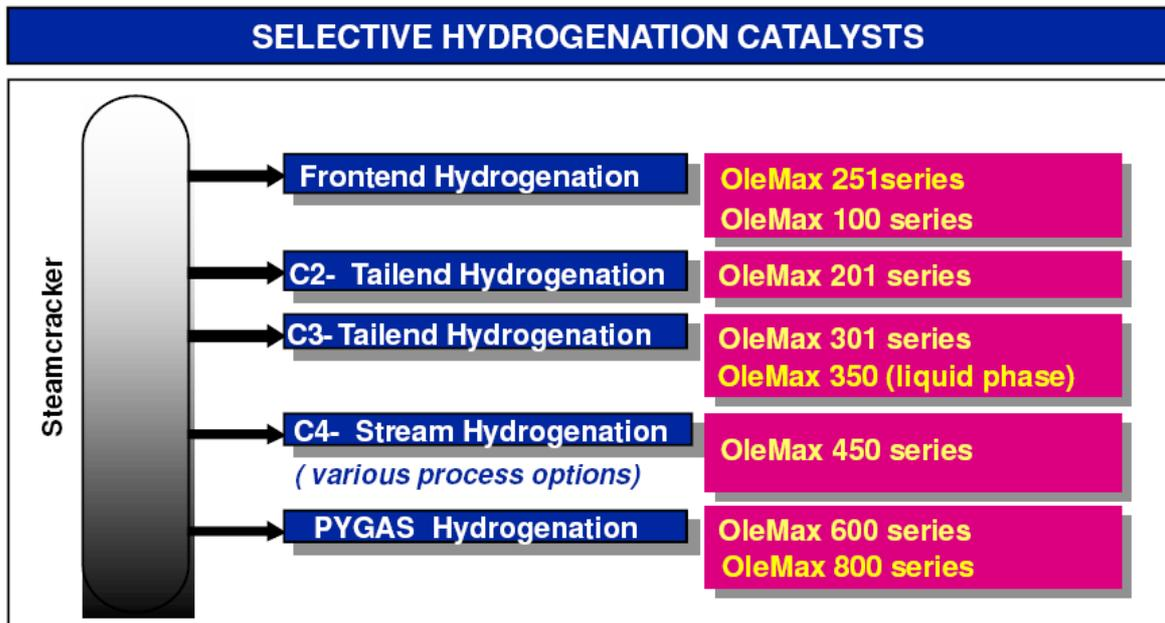 SELECTIVE HYDROGENATION CATALYSTS
Steamcracker
Frontend Hydrogenation
OleMax 251series
OleMax 100 series
C2- Tailend Hydrogenation
OleMax 201 series
C3- Tailend Hydrogenation
OleMax 301 series
OleMax 350 (liquid phase)
C4- Stream Hydrogenation
( various process options)
OleMax 450 series
PYGAS Hydrogenation
OleMax 600 series
OleMax 800 series